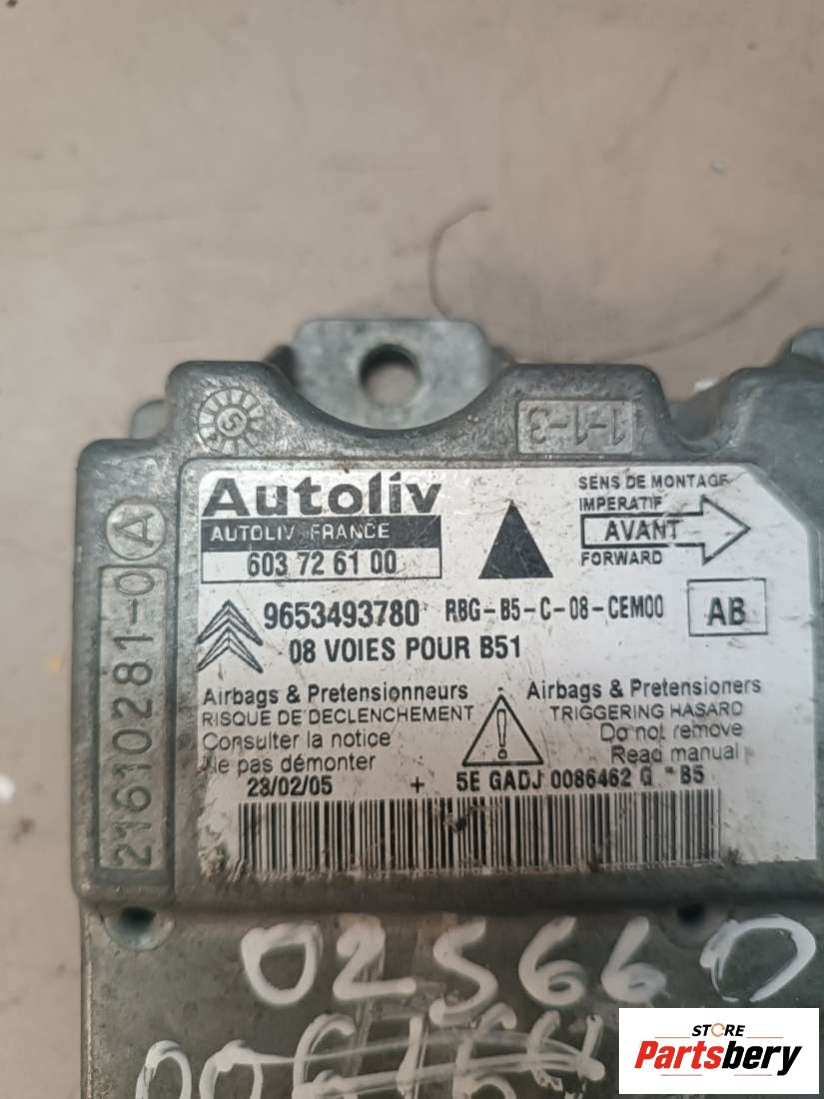 S
1-1-3
21610281-0 A
Autoliv
AUTOLIV FRANCE
603 72 61 00
SENS DE MONTAGE
IMPERATIF
AVANT
FORWARD
9653493780 RBG-B5-C-08-CEM00 AB
08 VOIES POUR B51
Airbags & Pretensionneurs
RISQUE DE DECLENCHEMENT
Consulter la notice
Ne pas démonter
Airbags & Pretensioners
TRIGGERING HASARD
Do not remove
Read manual
23/02/05 + 5E GADJ 0086462 G * B5
025660
STORE
Partsbery